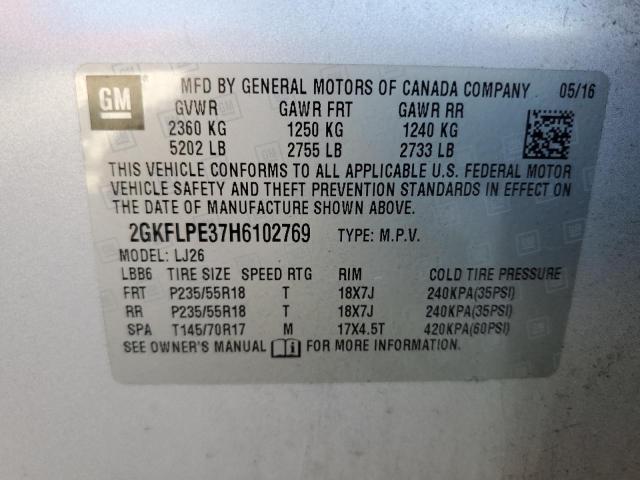 GM
MFD BY GENERAL MOTORS OF CANADA COMPANY 05/16
GVWR GAWR FRT GAWR RR
2360 KG 1250 KG 1240 KG
5202 LB 2755 LB 2733 LB
THIS VEHICLE CONFORMS TO ALL APPLICABLE U.S. FEDERAL MOTOR
VEHICLE SAFETY AND THEFT PREVENTION STANDARDS IN EFFECT ON
THE DATE OF MANUFACTURE SHOWN ABOVE.
2GKFLPE37H6102769 TYPE: M.P.V.
MODEL: LJ26
LBB6 TIRE SIZE SPEED RTG RIM COLD TIRE PRESSURE
FRT P235/55R18 T 18X7J 240KPA(35PSI)
RR P235/55R18 T 18X7J 240KPA(35PSI)
SPA T145/70R17 M 17X4.5T 420KPA(60PSI)
SEE OWNER'S MANUAL FOR MORE INFORMATION.